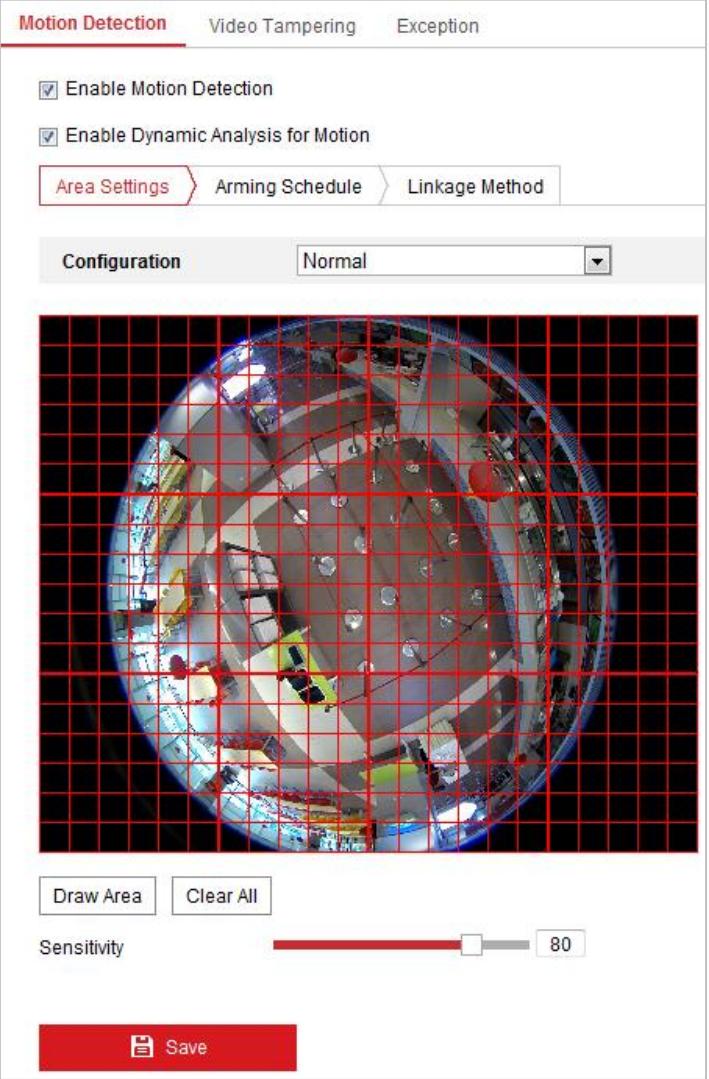 Motion Detection Video Tampering Exception
Enable Motion Detection
Enable Dynamic Analysis for Motion
Area Settings Arming Schedule Linkage Method
Configuration Normal
Draw Area Clear All
Sensitivity 80
Save